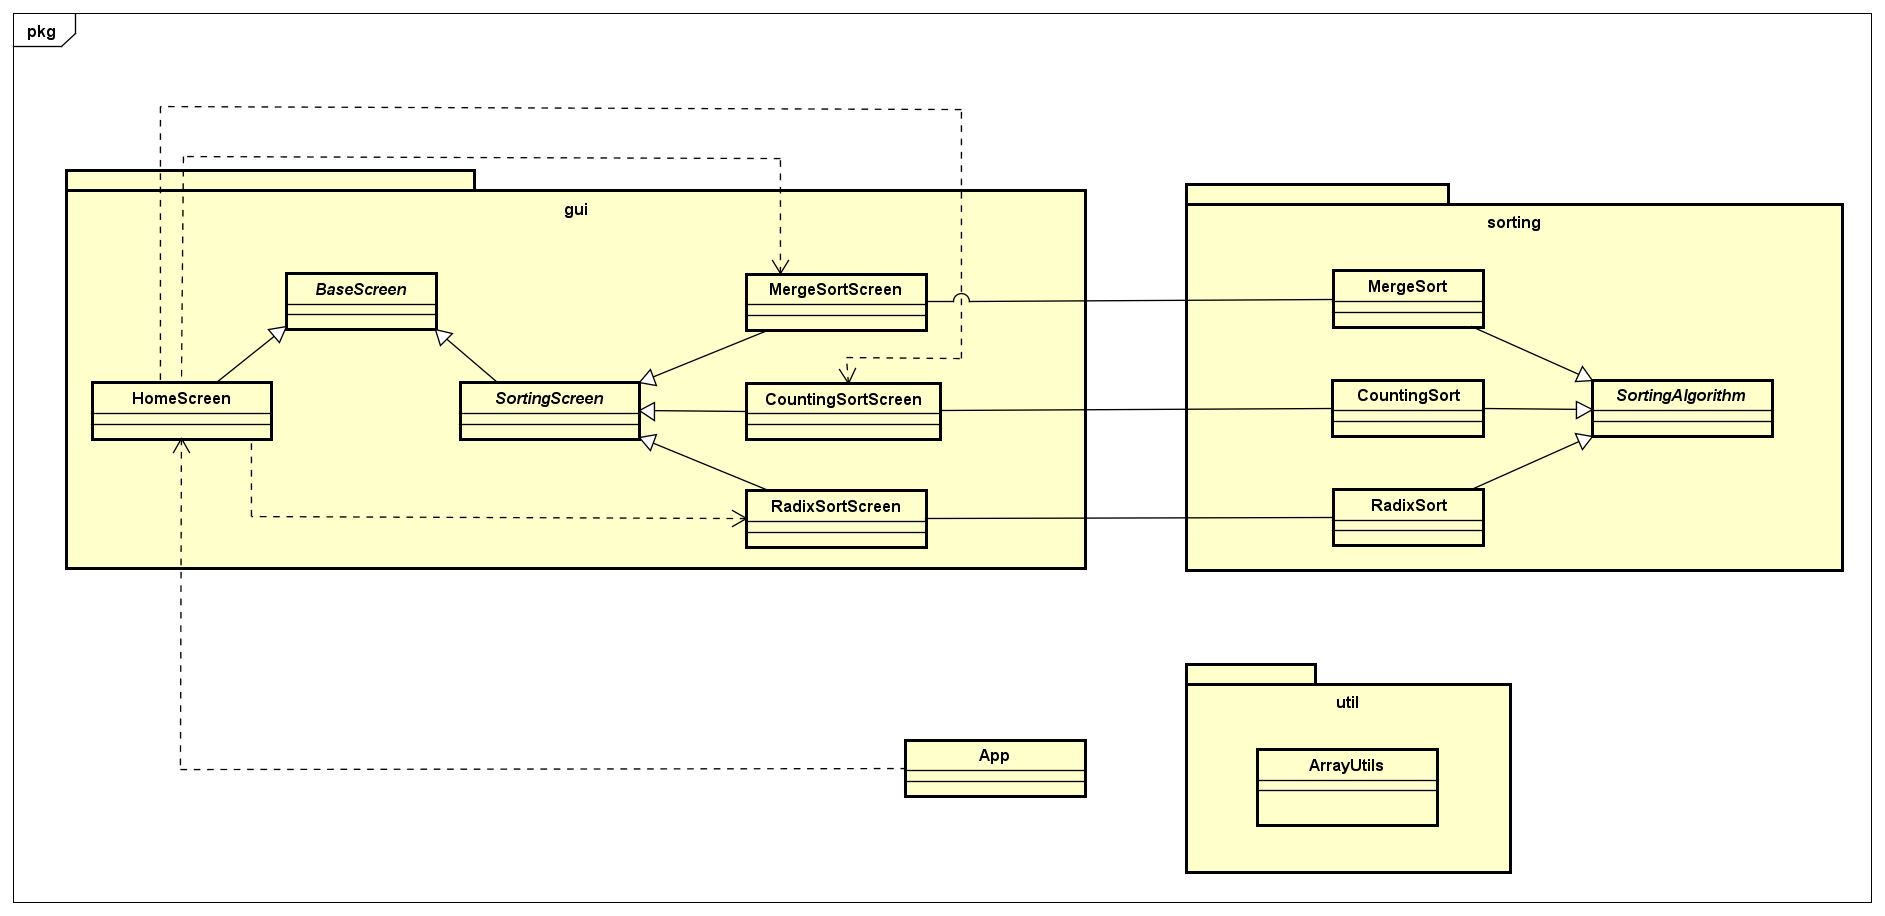 pkg
gui
sorting
BaseScreen
MergeSortScreen
MergeSort
HomeScreen
SortingScreen
CountingSortScreen
CountingSort
SortingAlgorithm
RadixSortScreen
RadixSort
util
App
ArrayUtils